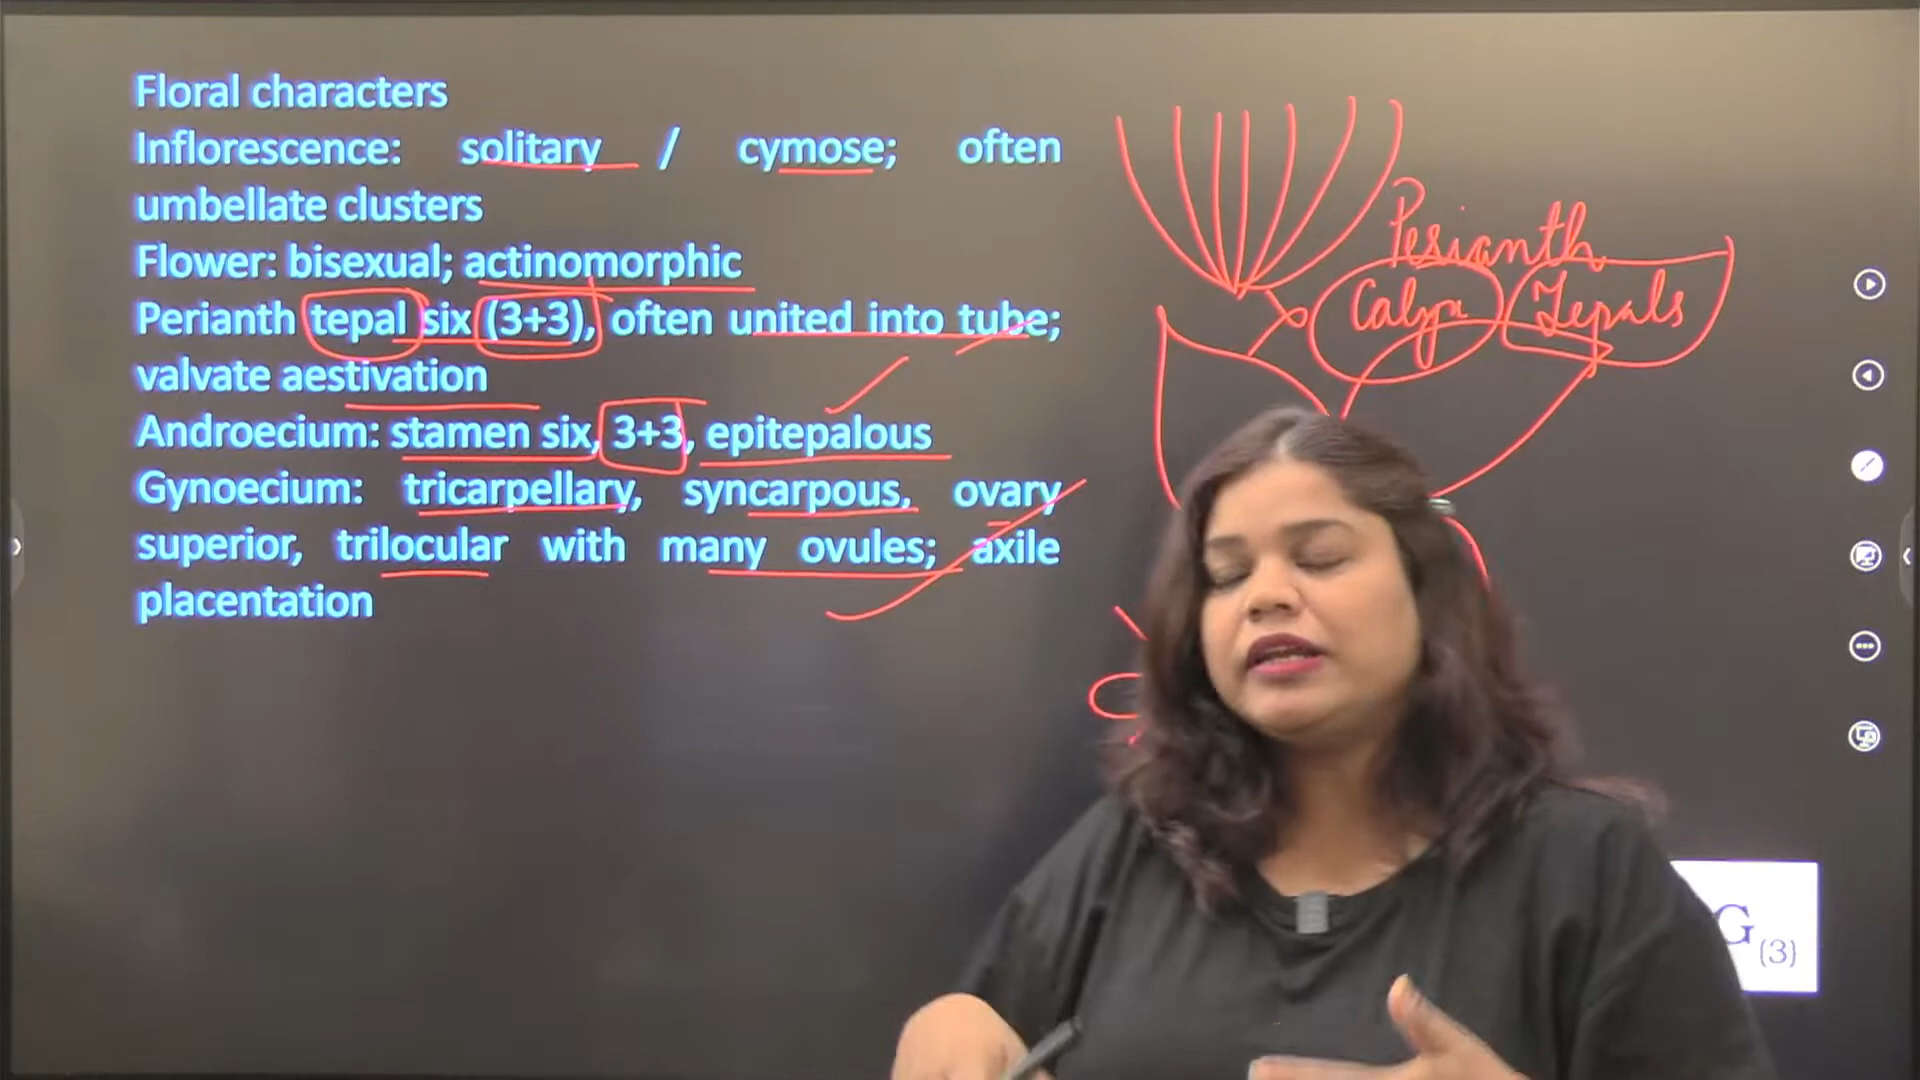 Floral characters
Inflorescence: solitary / cymose; often
umbellate clusters
Flower: bisexual; actinomorphic
Perianth tepal six (3+3), often united into tube;
valvate aestivation
Androecium: stamen six, 3+3, epitepalous
Gynoecium: tricarpellary, syncarpous, ovary
superior, trilocular with many ovules; axile
placentation
Perianth
Calyx Tepals
G(3)